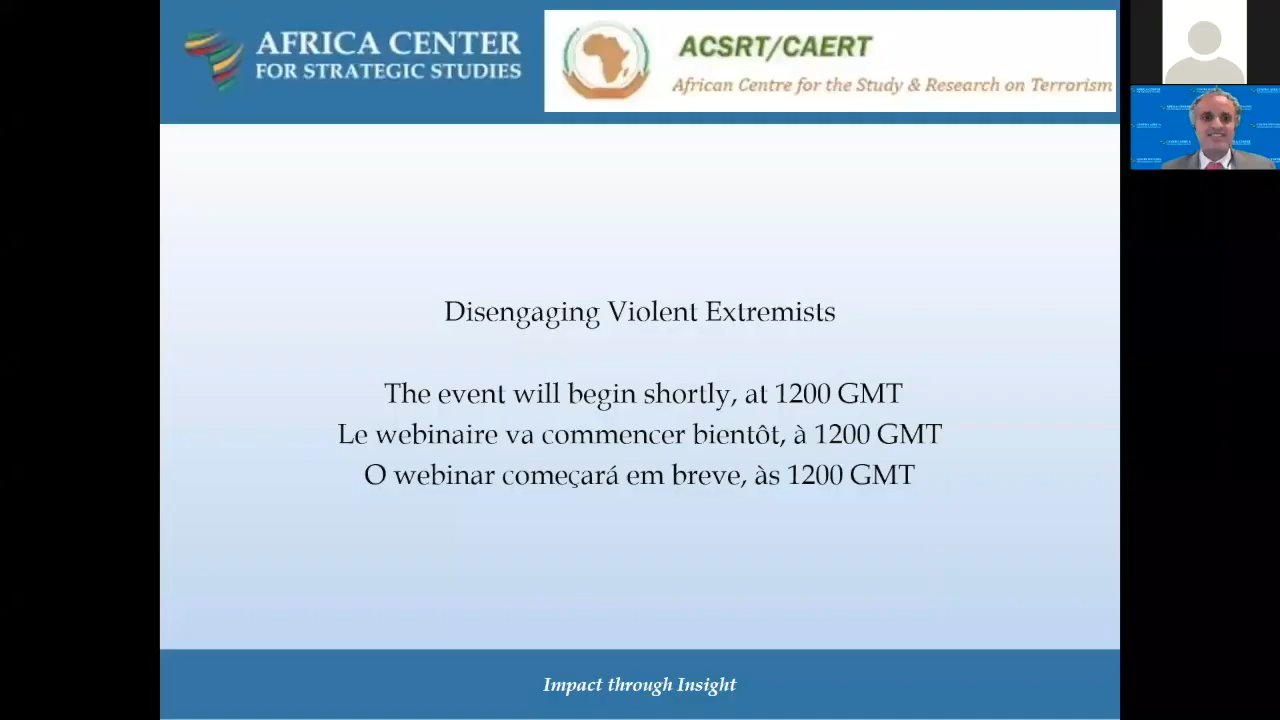 AFRICA CENTER
FOR STRATEGIC STUDIES
ACSRT/CAERT
African Centre for the Study & Research on Terrorism
Disengaging Violent Extremists
The event will begin shortly, at 1200 GMT
Le webinaire va commencer bientôt, à 1200 GMT
O webinar começará em breve, às 1200 GMT
Impact through Insight